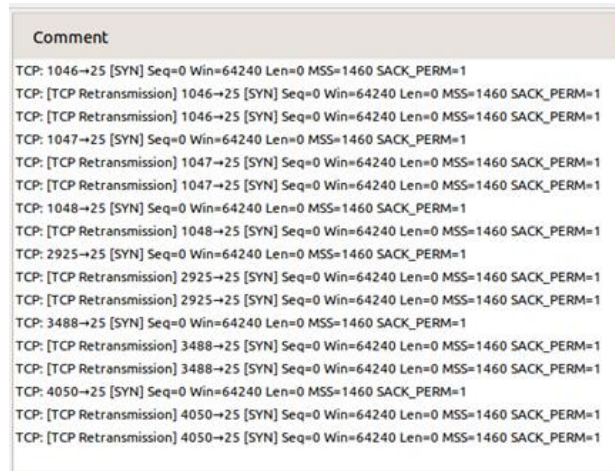 Comment
TCP: 1046→25 [SYN] Seq=0 Win=64240 Len=0 MSS=1460 SACK_PERM=1
TCP: [TCP Retransmission] 1046→25 [SYN] Seq=0 Win=64240 Len=0 MSS=1460 SACK_PERM=1
TCP: [TCP Retransmission] 1046→25 [SYN] Seq=0 Win=64240 Len=0 MSS=1460 SACK_PERM=1
TCP: 1047→25 [SYN] Seq=0 Win=64240 Len=0 MSS=1460 SACK_PERM=1
TCP: [TCP Retransmission] 1047→25 [SYN] Seq=0 Win=64240 Len=0 MSS=1460 SACK_PERM=1
TCP: [TCP Retransmission] 1047→25 [SYN] Seq=0 Win=64240 Len=0 MSS=1460 SACK_PERM=1
TCP: 1048→25 [SYN] Seq=0 Win=64240 Len=0 MSS=1460 SACK_PERM=1
TCP: [TCP Retransmission] 1048→25 [SYN] Seq=0 Win=64240 Len=0 MSS=1460 SACK_PERM=1
TCP: 2925→25 [SYN] Seq=0 Win=64240 Len=0 MSS=1460 SACK_PERM=1
TCP: [TCP Retransmission] 2925→25 [SYN] Seq=0 Win=64240 Len=0 MSS=1460 SACK_PERM=1
TCP: [TCP Retransmission] 2925→25 [SYN] Seq=0 Win=64240 Len=0 MSS=1460 SACK_PERM=1
TCP: 3488→25 [SYN] Seq=0 Win=64240 Len=0 MSS=1460 SACK_PERM=1
TCP: [TCP Retransmission] 3488→25 [SYN] Seq=0 Win=64240 Len=0 MSS=1460 SACK_PERM=1
TCP: [TCP Retransmission] 3488→25 [SYN] Seq=0 Win=64240 Len=0 MSS=1460 SACK_PERM=1
TCP: 4050→25 [SYN] Seq=0 Win=64240 Len=0 MSS=1460 SACK_PERM=1
TCP: [TCP Retransmission] 4050→25 [SYN] Seq=0 Win=64240 Len=0 MSS=1460 SACK_PERM=1
TCP: [TCP Retransmission] 4050→25 [SYN] Seq=0 Win=64240 Len=0 MSS=1460 SACK_PERM=1